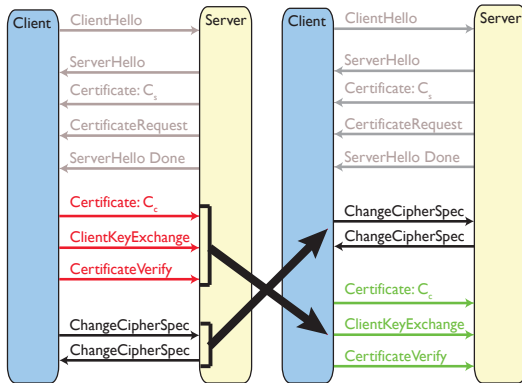 Client
ClientHello
Server
ServerHello
Certificate: Cs
CertificateRequest
ServerHello Done
Certificate: Cc
ClientKeyExchange
CertificateVerify
ChangeCipherSpec
ChangeCipherSpec
Client
ClientHello
Server
ServerHello
Certificate: Cs
CertificateRequest
ServerHello Done
ChangeCipherSpec
ChangeCipherSpec
Certificate: Cc
ClientKeyExchange
CertificateVerify